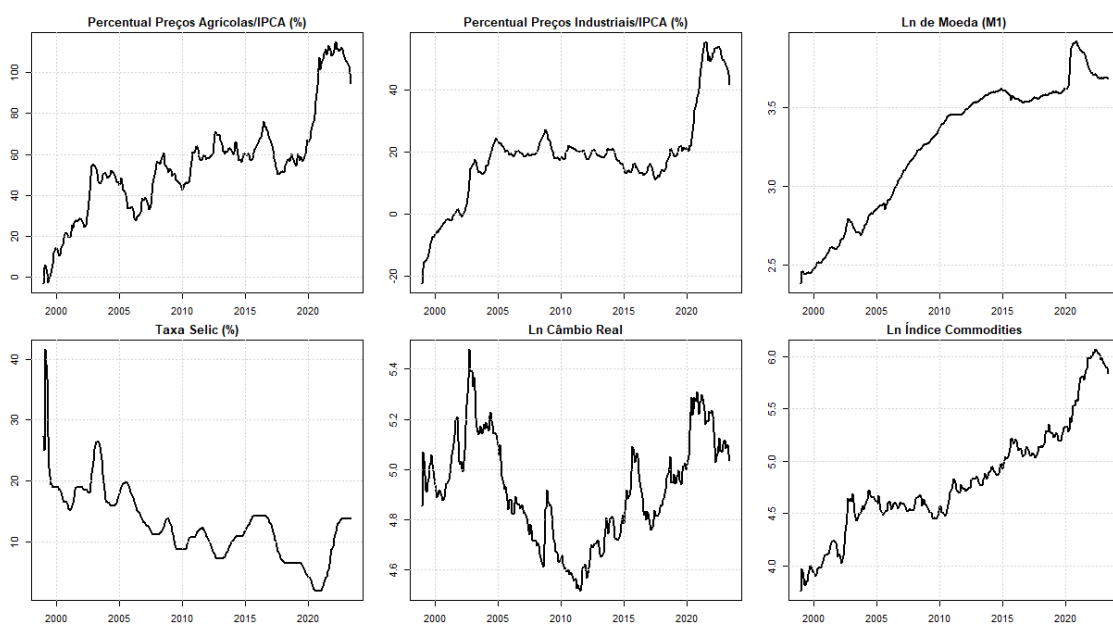 Percentual Preços Agrícolas/IPCA (%)
0 20 40 60 80 100
2000 2005 2010 2015 2020
Percentual Preços Industriais/IPCA (%)
-20 0 20 40
2000 2005 2010 2015 2020
Ln de Moeda (M1)
2.5 3.0 3.5
2000 2005 2010 2015 2020
Taxa Selic (%)
10 20 30 40
2000 2005 2010 2015 2020
Ln Câmbio Real
4.6 4.8 5.0 5.2 5.4
2000 2005 2010 2015 2020
Ln Índice Commodities
4.0 4.5 5.0 5.5 6.0
2000 2005 2010 2015 2020